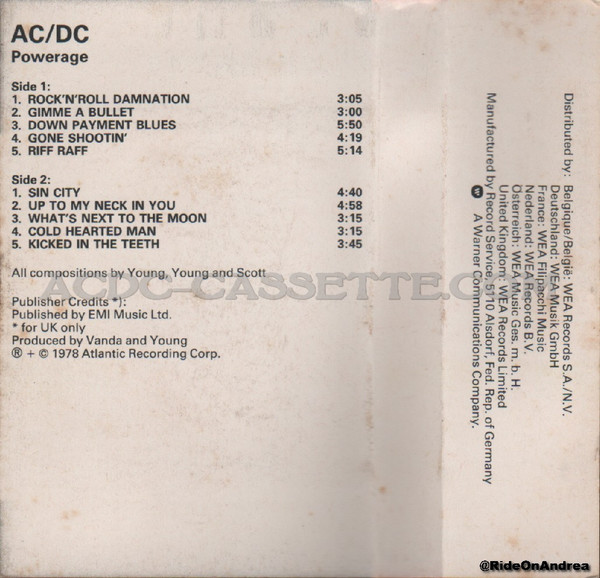 AC/DC
Powerage
Side 1:
1. ROCK'N'ROLL DAMNATION 3:05
2. GIMME A BULLET 3:00
3. DOWN PAYMENT BLUES 5:50
4. GONE SHOOTIN' 4:19
5. RIFF RAFF 5:14
Side 2:
1. SIN CITY 4:40
2. UP TO MY NECK IN YOU 4:58
3. WHAT'S NEXT TO THE MOON 3:15
4. COLD HEARTED MAN 3:15
5. KICKED IN THE TEETH 3:45
All compositions by Young, Young and Scott
ACDC-CASSETTE.
Publisher Credits *):
Published by EMI Music Ltd.
* for UK only
Produced by Vanda and Young
℗ + © 1978 Atlantic Recording Corp.
Distributed by: Belgique/België: WEA Records S.A./N.V.
Deutschland: WEA Musik GmbH
France: WEA Filipacchi Music
Nederland: WEA Records B.V.
Österreich: WEA Music Ges. m. b. H.
United Kingdom: WEA Records Limited
Manufactured by Record Service, 5110 Alsdorf, Fed. Rep. of Germany
A Warner Communications Company.
@RideOnAndrea